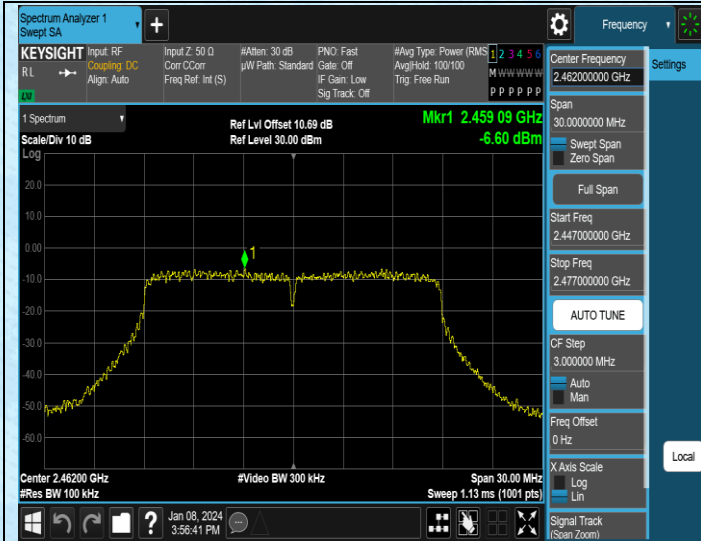 Spectrum Analyzer 1
Swept SA
Frequency
KEYSIGHT
R L
LXI
Input: RF
Coupling: DC
Align: Auto
Input Z: 50 Ω
Corr CCorr
Freq Ref: Int (S)
#Atten: 30 dB
µW Path: Standard
PNO: Fast
Gate: Off
IF Gain: Low
Sig Track: Off
#Avg Type: Power (RMS
Avg|Hold: 100/100
Trig: Free Run
1 2 3 4 5 6
M W W W W W
P P P P P P
1 Spectrum
Scale/Div 10 dB
Log
Ref Lvl Offset 10.69 dB
Ref Level 30.00 dBm
Mkr1 2.459 09 GHz
-6.60 dBm
20.0
10.0
0.00
-10.0
-20.0
-30.0
-40.0
-50.0
-60.0
1
Center 2.46200 GHz
#Res BW 100 kHz
#Video BW 300 kHz
Span 30.00 MHz
Sweep 1.13 ms (1001 pts)
Jan 08, 2024
3:56:41 PM
Center Frequency
2.462000000 GHz
Span
30.0000000 MHz
Swept Span
Zero Span
Full Span
Start Freq
2.447000000 GHz
Stop Freq
2.477000000 GHz
AUTO TUNE
CF Step
3.000000 MHz
Auto
Man
Freq Offset
0 Hz
X Axis Scale
Log
Lin
Signal Track
(Span Zoom)
Settings
Local